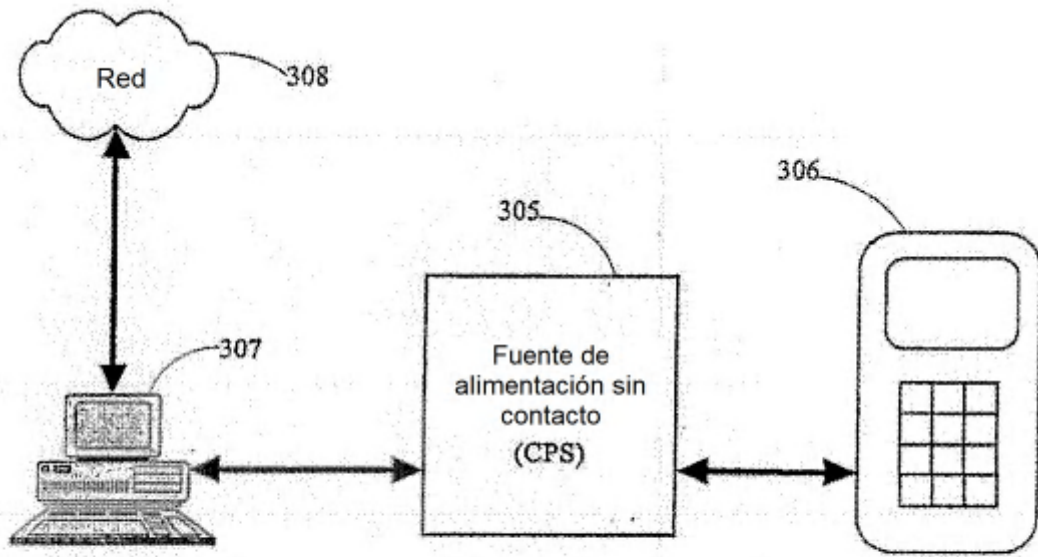 Red
308
306
305
307
Fuente de
alimentación sin
contacto
(CPS)